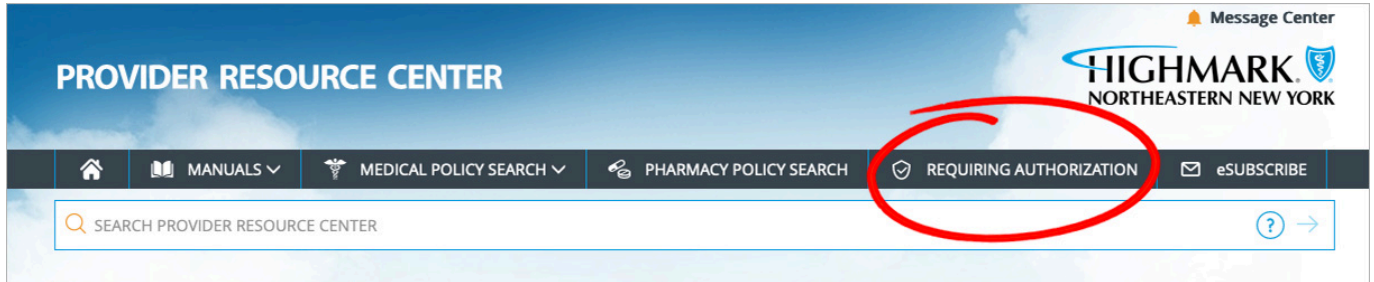 Message Center
PROVIDER RESOURCE CENTER
HIGHMARK.
NORTHEASTERN NEW YORK
MANUALS MEDICAL POLICY SEARCH PHARMACY POLICY SEARCH REQUIRING AUTHORIZATION eSUBSCRIBE
SEARCH PROVIDER RESOURCE CENTER ?